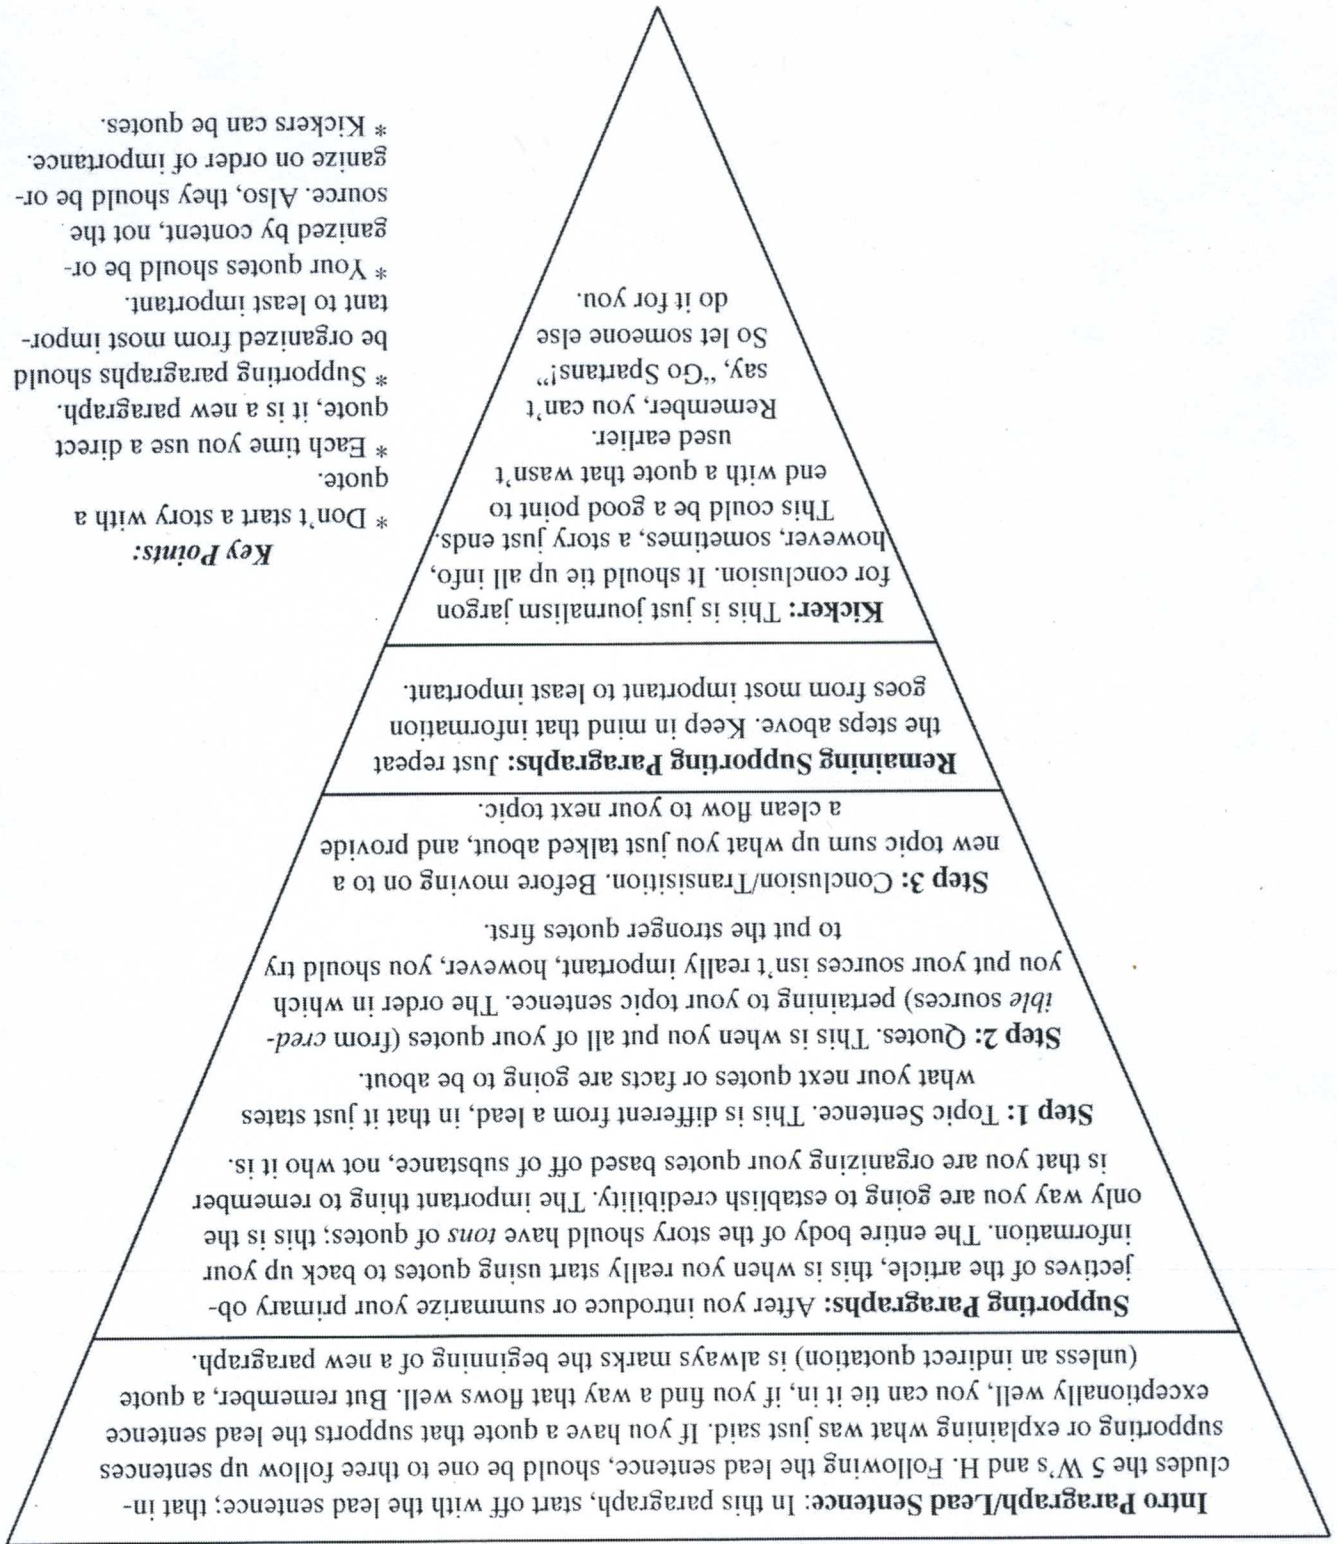 Intro Paragraph/Lead Sentence: In this paragraph, start off with the lead sentence; that in-
cludes the 5 W's and H. Following the lead sentence, should be one to three follow up sentences
supporting or explaining what was just said. If you have a quote that supports the lead sentence
exceptionally well, you can tie it in, if you find a way that flows well. But remember, a quote
(unless an indirect quotation) is always marks the beginning of a new paragraph.
Supporting Paragraphs: After you introduce or summarize your primary ob-
jectives of the article, this is when you really start using quotes to back up your
information. The entire body of the story should have tons of quotes; this is the
only way you are going to establish credibility. The important thing to remember
is that you are organizing your quotes based off of substance, not who it is.
Step 1: Topic Sentence. This is different from a lead, in that it just states
what your next quotes or facts are going to be about.
Step 2: Quotes. This is when you put all of your quotes (from cred-
ible sources) pertaining to your topic sentence. The order in which
you put your sources isn't really important, however, you should try
to put the stronger quotes first.
Step 3: Conclusion/Transisition. Before moving on to a
new topic sum up what you just talked about, and provide
a clean flow to your next topic.
Remaining Supporting Paragraphs: Just repeat
the steps above. Keep in mind that information
goes from most important to least important.
Kicker: This is just journalism jargon
for conclusion. It should tie up all info,
however, sometimes, a story just ends.
This could be a good point to
end with a quote that wasn't
used earlier.
Remember, you can't
say, "Go Spartans!"
So let someone else
do it for you.
Key Points:
* Don't start a story with a
quote.
* Each time you use a direct
quote, it is a new paragraph.
* Supporting paragraphs should
be organized from most impor-
tant to least important.
* Your quotes should be or-
ganized by content, not the
source. Also, they should be or-
ganize on order of importance.
* Kickers can be quotes.